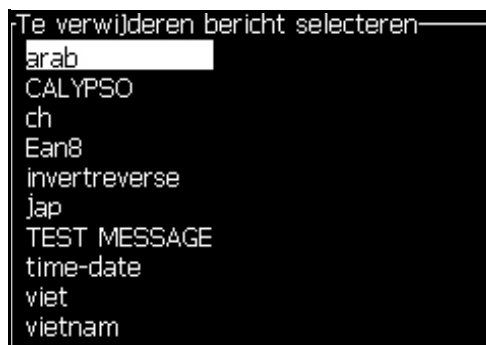 Te verwijderen bericht selecteren
arab
CALYPSO
ch
Ean8
invertreverse
jap
TEST MESSAGE
time-date
viet
vietnam